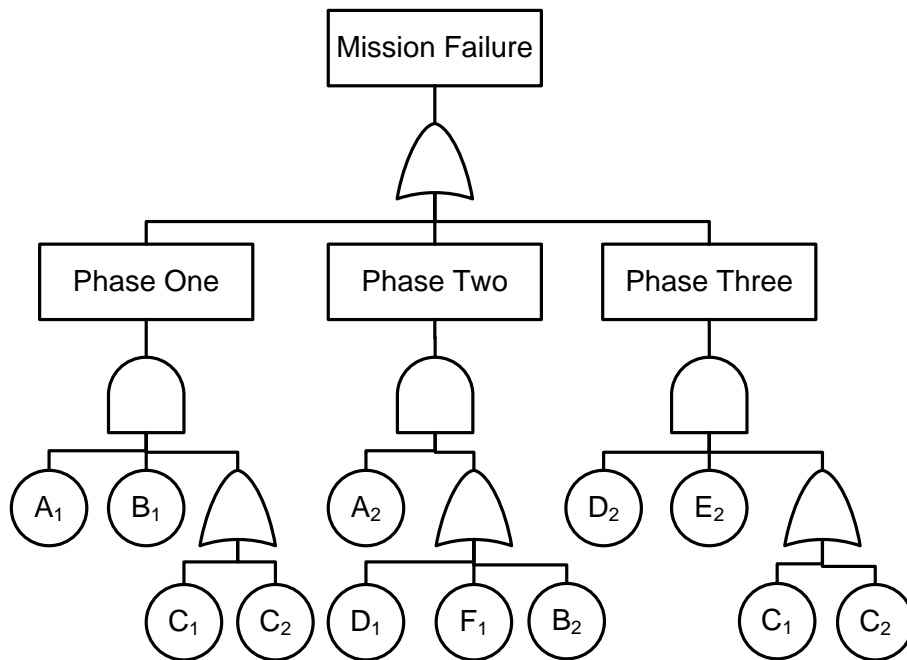 Mission Failure
Phase One Phase Two Phase Three
A₁ B₁ A₂ D₂ E₂
C₁ C₂ D₁ F₁ B₂ C₁ C₂